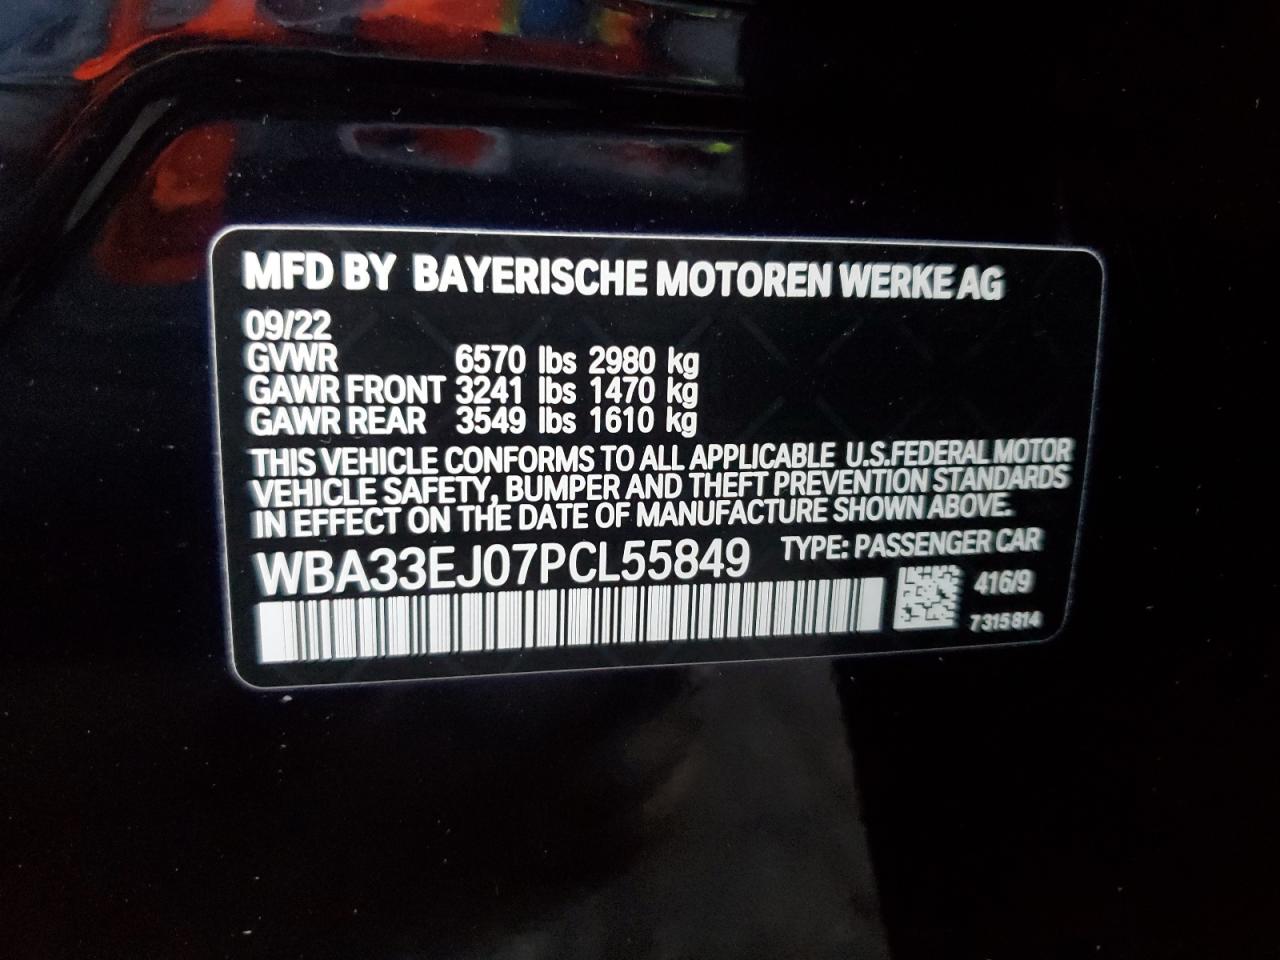 MFD BY BAYERISCHE MOTOREN WERKE AG
09/22
GVWR 6570 lbs 2980 kg
GAWR FRONT 3241 lbs 1470 kg
GAWR REAR 3549 lbs 1610 kg
THIS VEHICLE CONFORMS TO ALL APPLICABLE U.S.FEDERAL MOTOR
VEHICLE SAFETY, BUMPER AND THEFT PREVENTION STANDARDS
IN EFFECT ON THE DATE OF MANUFACTURE SHOWN ABOVE.
WBA33EJ07PCL55849 TYPE: PASSENGER CAR
416/9
7315814